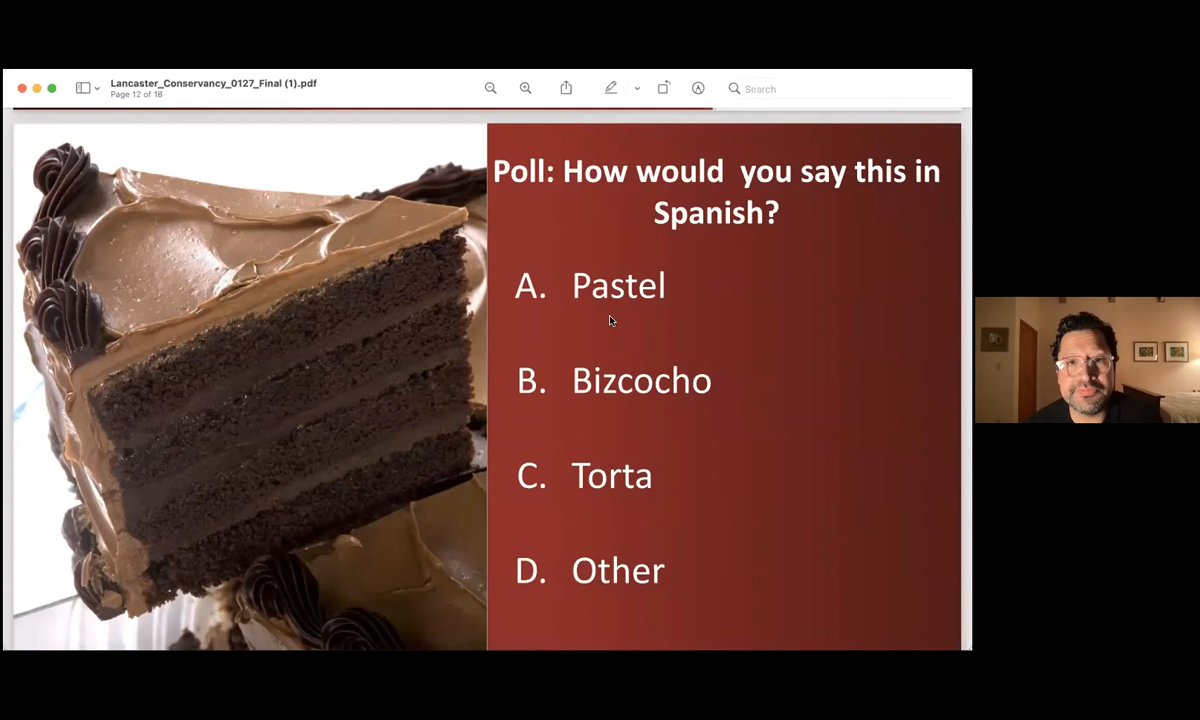 Lancaster_Conservancy_0127_Final (1).pdf
Page 12 of 18
Search
Poll: How would  you say this in
Spanish?
A. Pastel
B. Bizcocho
C. Torta
D. Other